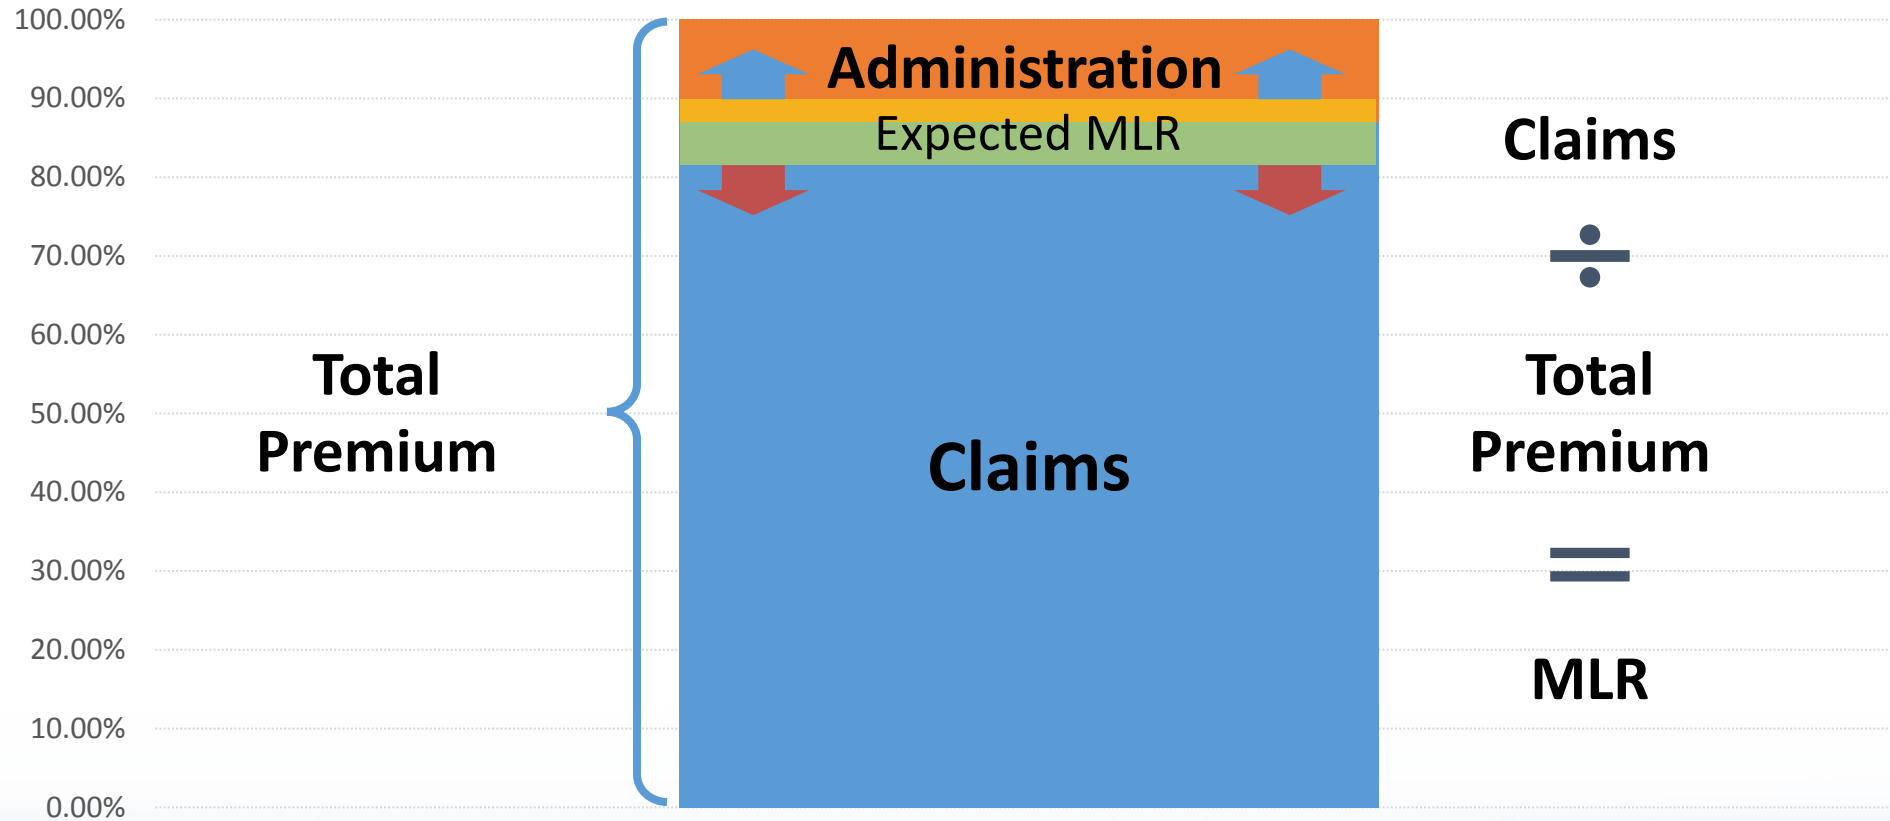 100.00%
90.00%
80.00%
70.00%
60.00%
50.00%
40.00%
30.00%
20.00%
10.00%
0.00%
Total
Premium
Administration
Expected MLR
Claims
Claims
÷
Total
Premium
=
MLR